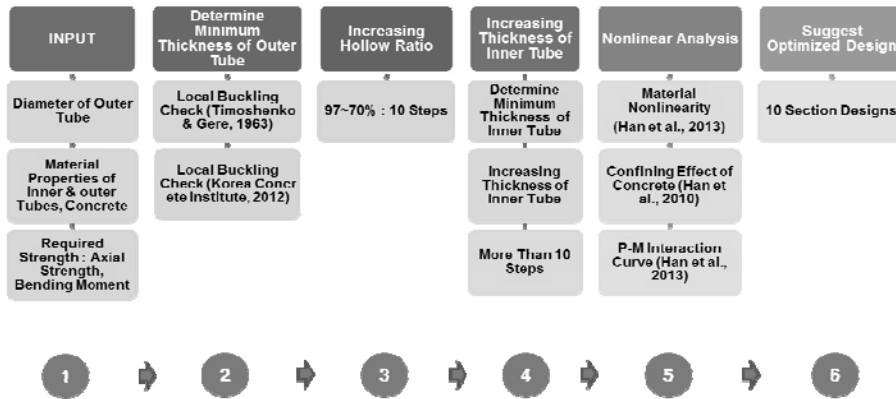 INPUT
Diameter of Outer
Tube
Material
Properties of
Inner & outer
Tubes, Concrete
Required
Strength : Axial
Strength,
Bending Moment
Determine
Minimum
Thickness of Outer
Tube
Local Buckling
Check (Timoshenko
& Gere, 1963)
Local Buckling
Check (Korea Concr
ete Institute, 2012)
Increasing
Hollow Ratio
97~70% : 10 Steps
Increasing
Thickness of
Inner Tube
Determine
Minimum
Thickness of
Inner Tube
Increasing
Thickness of
Inner Tube
More Than 10
Steps
Nonlinear Analysis
Material
Nonlinearity
(Han et al., 2013)
Confining Effect of
Concrete (Han et
al., 2010)
P-M Interaction
Curve (Han et al.,
2013)
Suggest
Optimized Design
10 Section Designs
1
2
3
4
5
6